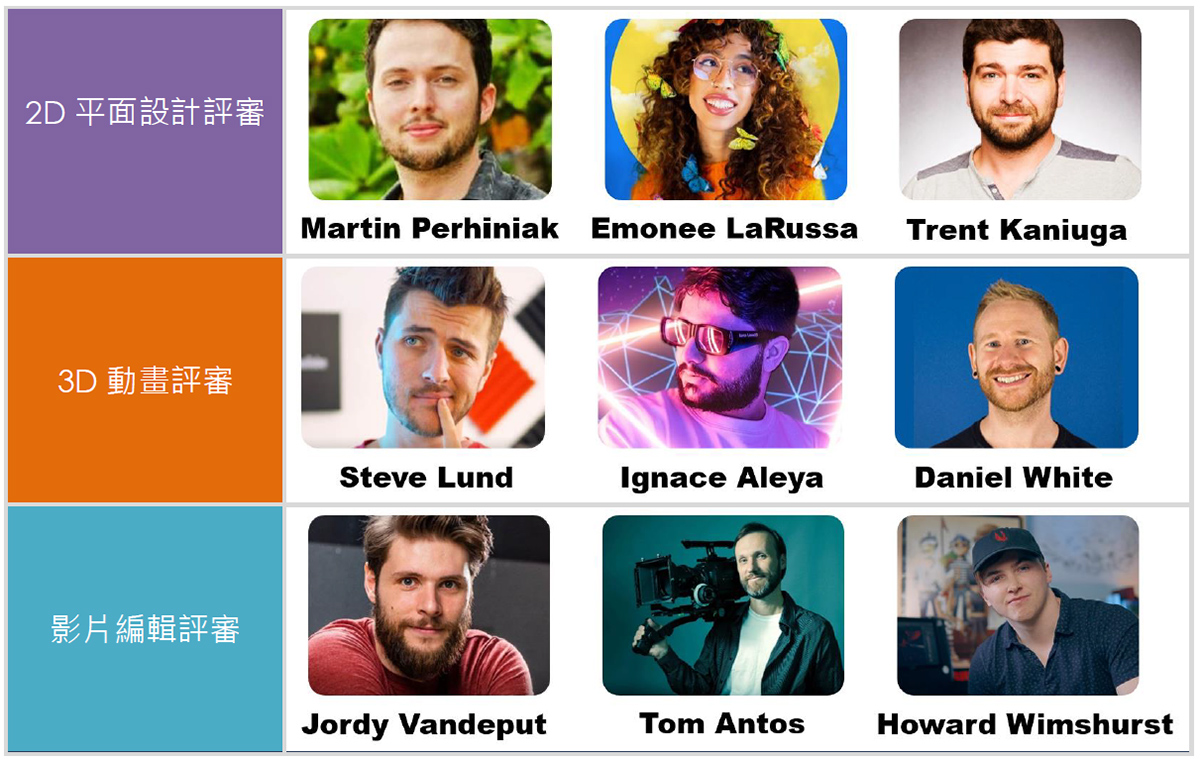 2D 平面設計評審
Martin Perhiniak
Emonee LaRussa
Trent Kaniuga
3D 動畫評審
Steve Lund
Ignace Aleya
Daniel White
影片編輯評審
Jordy Vandeput
Tom Antos
Howard Wimshurst